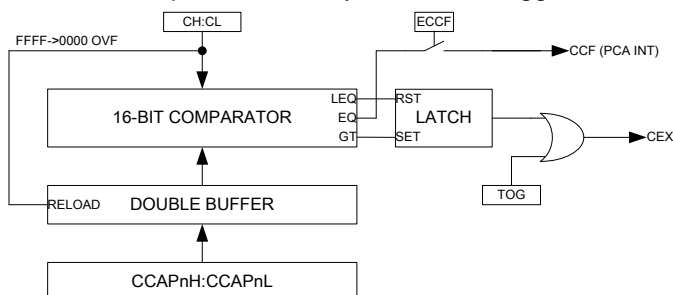 CH:CL
ECCF
FFFF->0000 OVF
CCF (PCA INT)
LEQ
RST
16-BIT COMPARATOR
EQ
LATCH
GT
SET
CEX
RELOAD
DOUBLE BUFFER
TOG
CCAPnH:CCAPnL